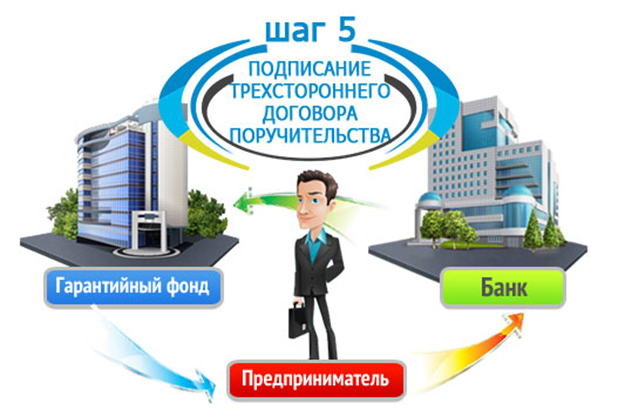 шаг 5
ПОДПИСАНИЕ
ТРЕХСТОРОННЕГО
ДОГОВОРА
ПОРУЧИТЕЛЬСТВА
Гарантийный фонд
Банк
Предприниматель